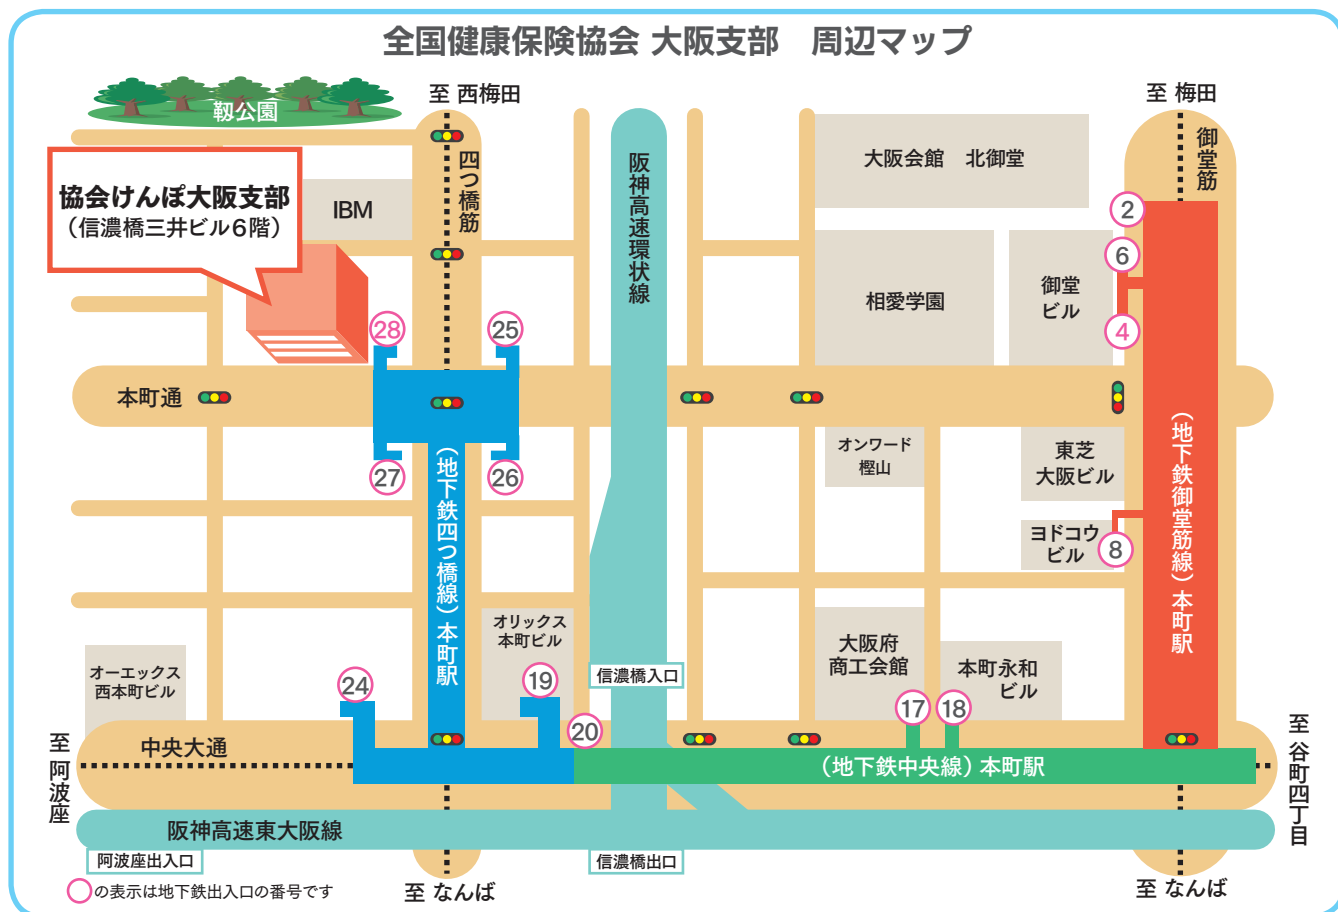 全国健康保険協会 大阪支部　周辺マップ
至 西梅田
至 梅田
靱公園
四つ橋筋
阪神高速環状線
御堂筋
大阪会館　北御堂
協会けんぽ大阪支部
（信濃橋三井ビル6階）
IBM
2
6
4
相愛学園
御堂
ビル
28
25
本町通
27
26
（地下鉄四つ橋線）本町駅
オンワード
樫山
東芝
大阪ビル
（地下鉄御堂筋線）本町駅
ヨドコウ
ビル
8
オリックス
本町ビル
大阪府
商工会館
本町永和
ビル
オーエックス
西本町ビル
信濃橋入口
24
19
20
17
18
至 阿波座
中央大通
（地下鉄中央線）本町駅
至 谷町四丁目
阪神高速東大阪線
阿波座出入口
信濃橋出口
○の表示は地下鉄出入口の番号です
至 なんば
至 なんば